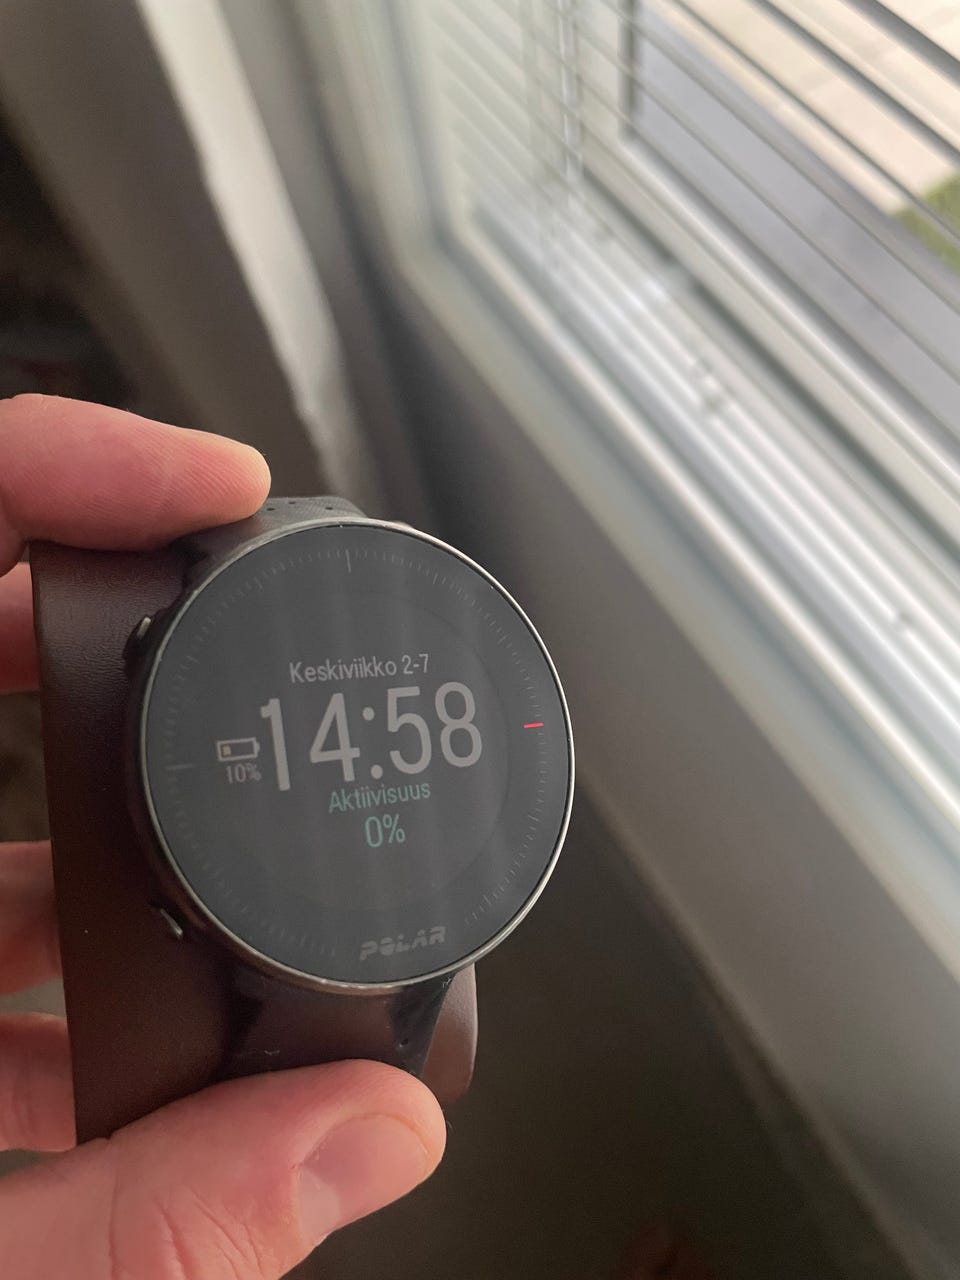 Keskiviikko 2-7
14:58
10%
Aktiivisuus
0%
POLAR